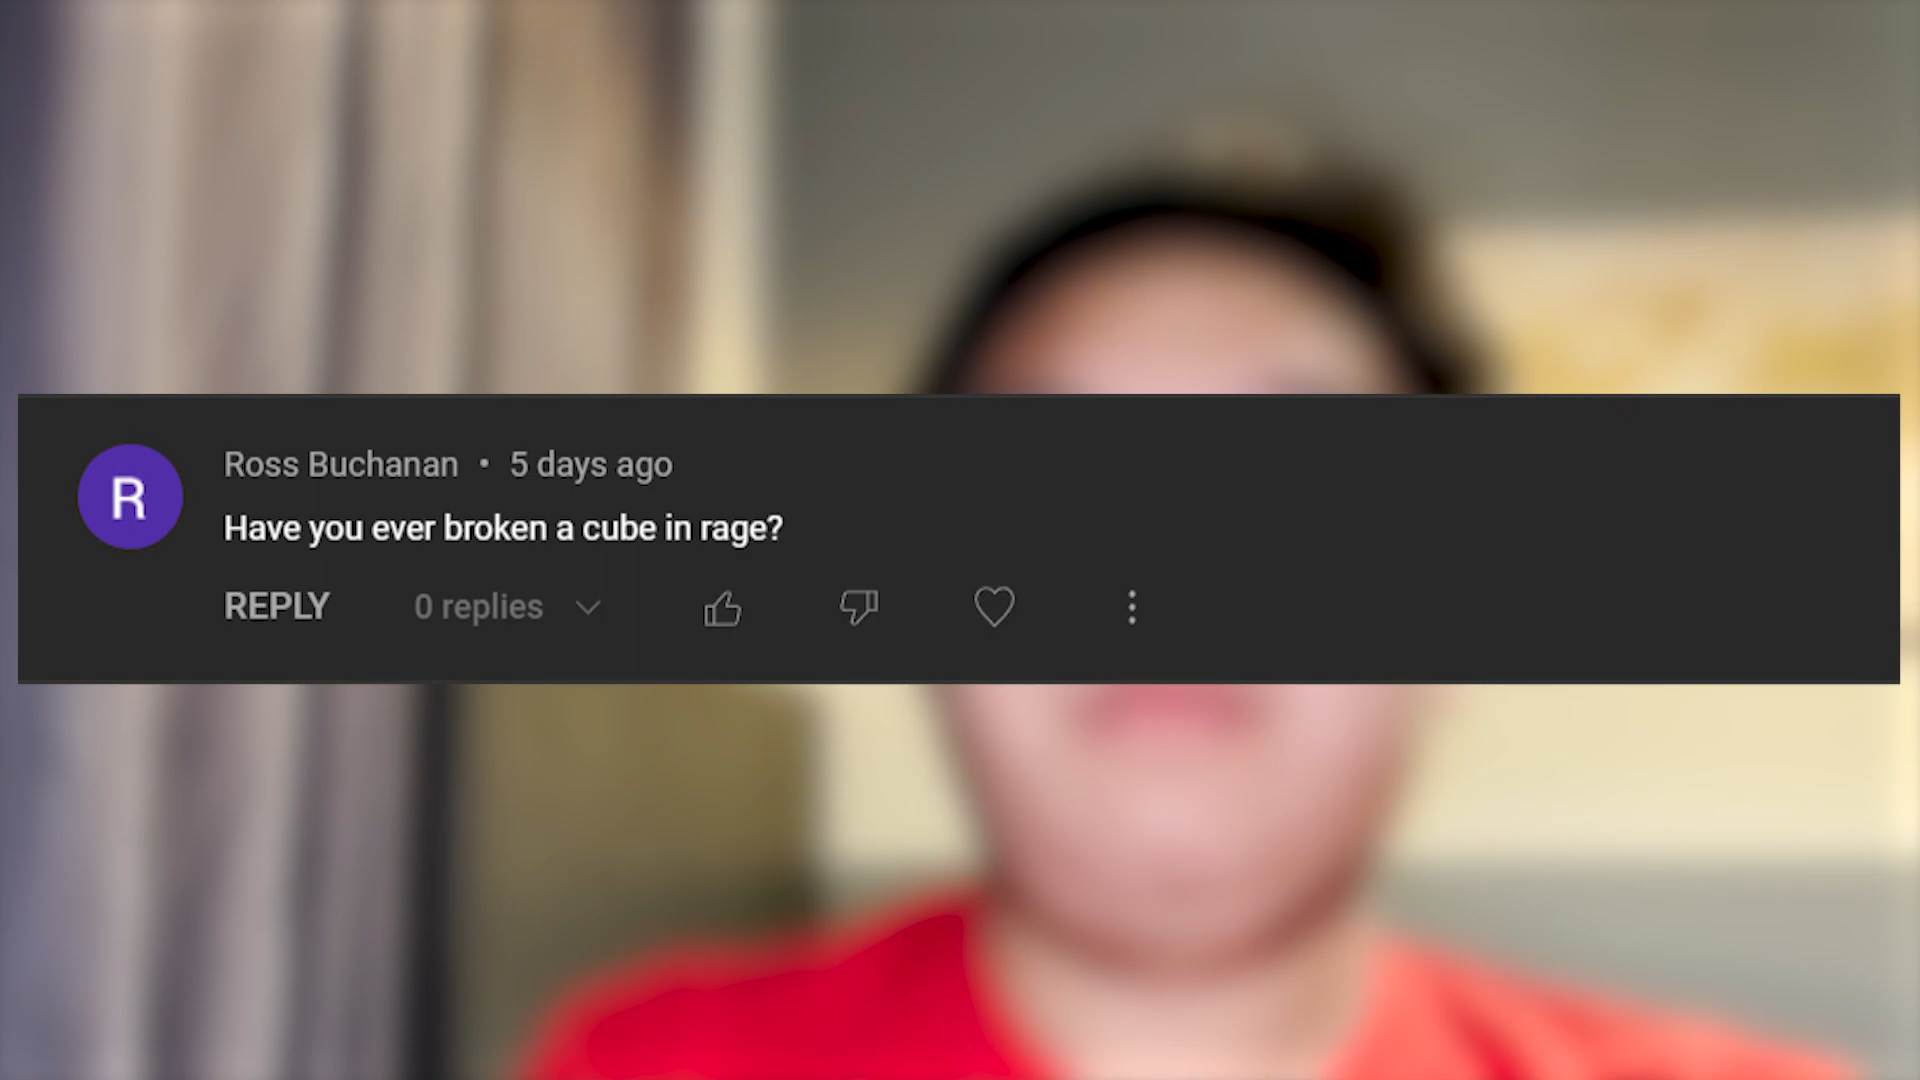 R
Ross Buchanan • 5 days ago
Have you ever broken a cube in rage?
REPLY 0 replies